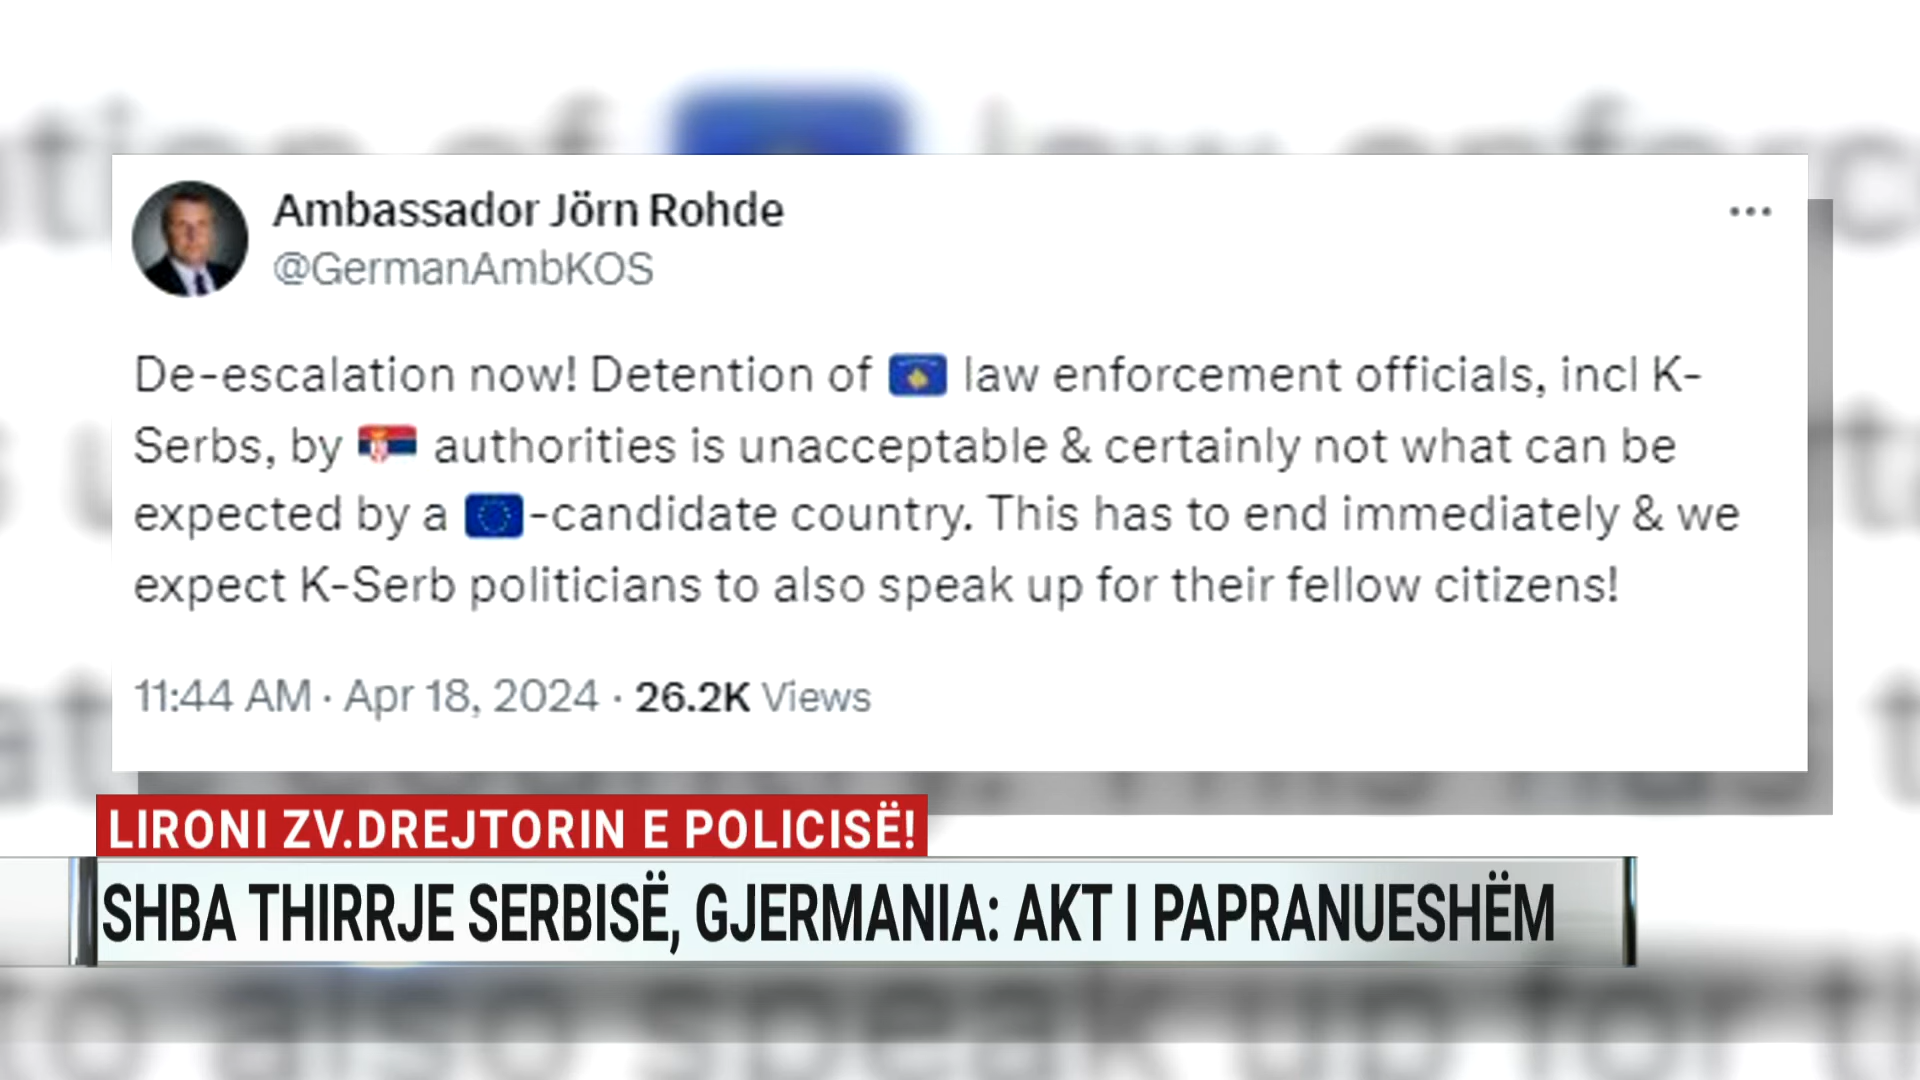 Ambassador Jörn Rohde
@GermanAmbKOS
De-escalation now! Detention of 🇽🇰 law enforcement officials, incl K-
Serbs, by 🇷🇸 authorities is unacceptable & certainly not what can be
expected by a 🇪🇺-candidate country. This has to end immediately & we
expect K-Serb politicians to also speak up for their fellow citizens!
11:44 AM · Apr 18, 2024 · 26.2K Views
LIRONI ZV.DREJTORIN E POLICISË!
SHBA THIRRJE SERBISË, GJERMANIA: AKT I PAPRANUESHËM